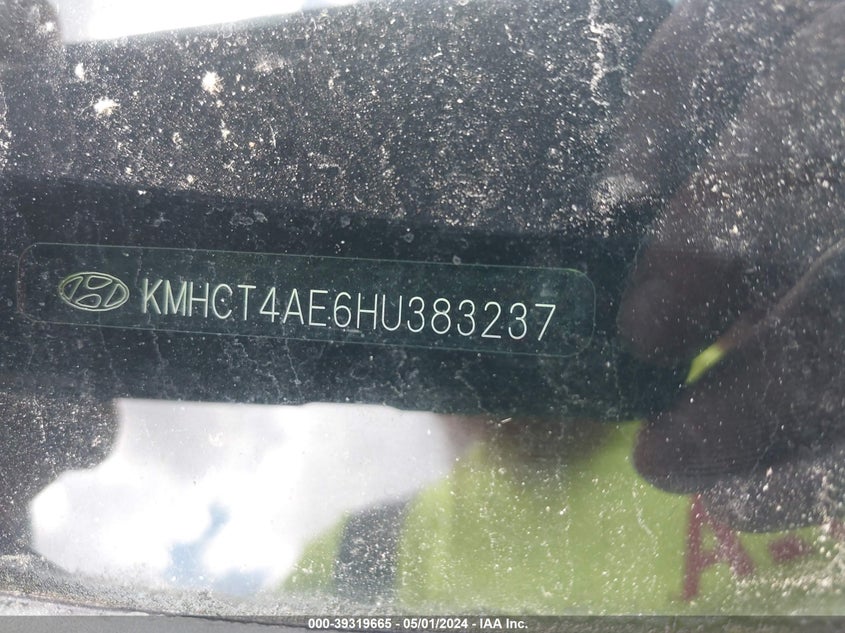 KMHCT4AE6HU383237
A-
000-39319665 - 05/01/2024 - IAA Inc.